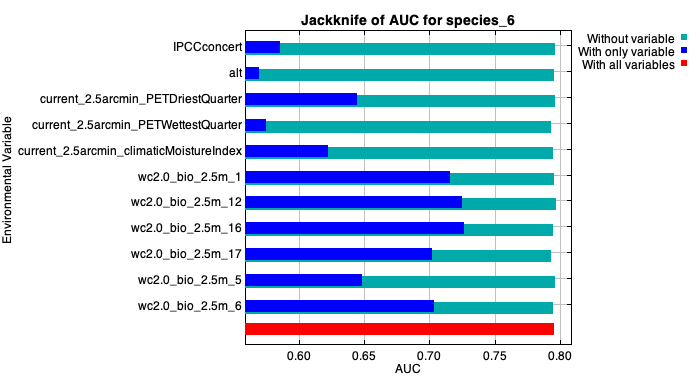 Jackknife of AUC for species_6
Without variable
With only variable
With all variables
Environmental Variable
IPCCconcert
alt
current_2.5arcmin_PETDriestQuarter
current_2.5arcmin_PETWettestQuarter
current_2.5arcmin_climaticMoistureIndex
wc2.0_bio_2.5m_1
wc2.0_bio_2.5m_12
wc2.0_bio_2.5m_16
wc2.0_bio_2.5m_17
wc2.0_bio_2.5m_5
wc2.0_bio_2.5m_6
0.60 0.65 0.70 0.75 0.80
AUC